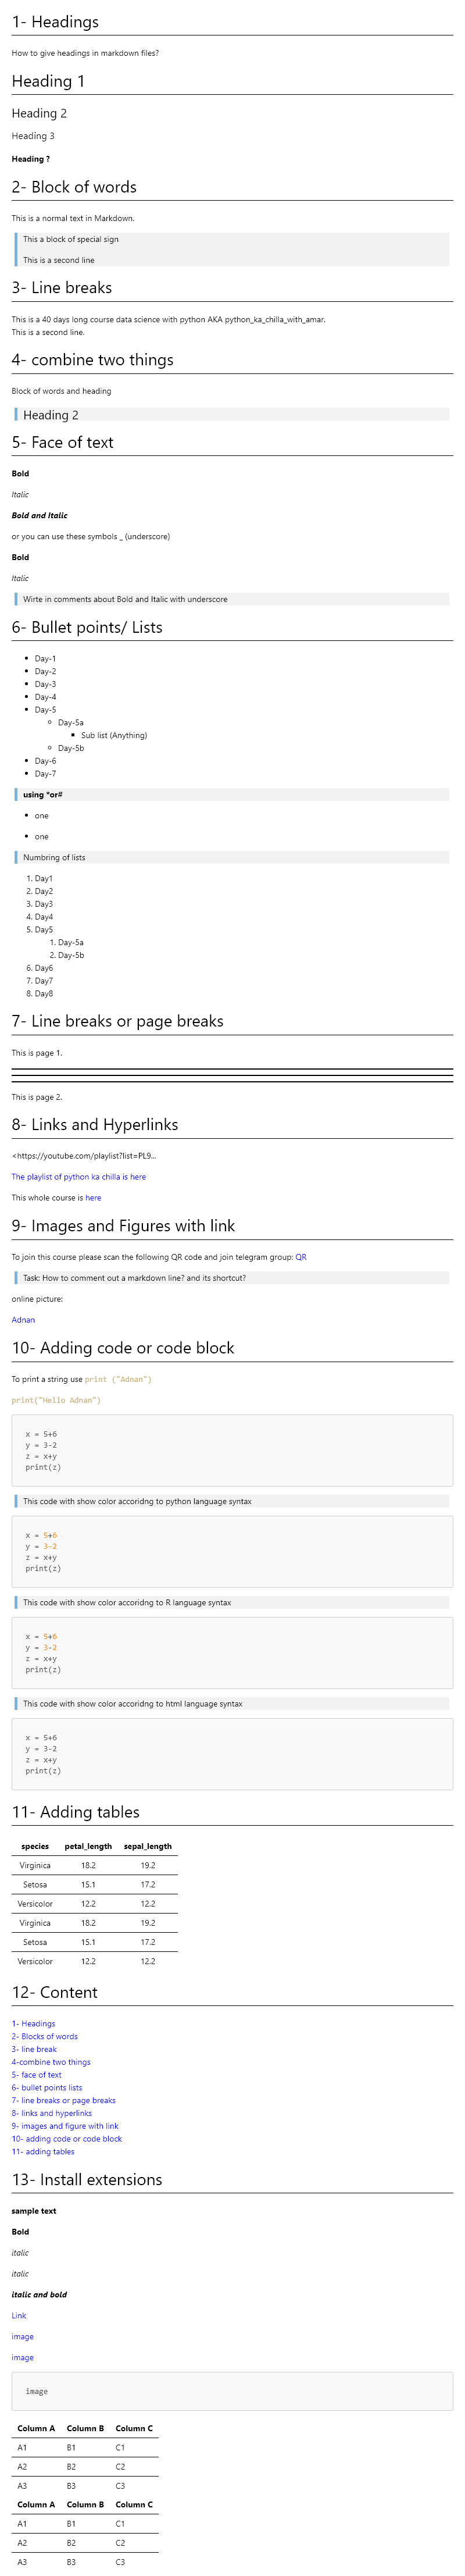 1- Headings
How to give headings in markdown files?
Heading 1
Heading 2
Heading 3
Heading ?
2- Block of words
This is a normal text in Markdown.
This a block of special sign
This is a second line
3- Line breaks
This is a 40 days long course data science with python AKA python_ka_chilla_with_amar.
This is a second line.
4- combine two things
Block of words and heading
Heading 2
5- Face of text
Bold
Italic
Bold and Italic
or you can use these symbols _ (underscore)
Bold
Italic
Wirte in comments about Bold and Italic with underscore
6- Bullet points/ Lists
• Day-1
• Day-2
• Day-3
• Day-4
• Day-5
◦ Day-5a
▪ Sub list (Anything)
◦ Day-5b
• Day-6
• Day-7
using *or#
• one
• one
Numbring of lists
1. Day1
2. Day2
3. Day3
4. Day4
5. Day5
1. Day-5a
2. Day-5b
6. Day6
7. Day7
8. Day8
7- Line breaks or page breaks
This is page 1.
This is page 2.
8- Links and Hyperlinks
<https://youtube.com/playlist?list=PL9...
The playlist of python ka chilla is here
This whole course is here
9- Images and Figures with link
To join this course please scan the following QR code and join telegram group: QR
Task: How to comment out a markdown line? and its shortcut?
online picture:
Adnan
10- Adding code or code block
To print a string use print ("Adnan")
print("Hello Adnan")
x = 5+6
y = 3-2
z = x+y
print(z)
This code with show color accoridng to python language syntax
x = 5+6
y = 3-2
z = x+y
print(z)
This code with show color accoridng to R language syntax
x = 5+6
y = 3-2
z = x+y
print(z)
This code with show color accoridng to html language syntax
x = 5+6
y = 3-2
z = x+y
print(z)
11- Adding tables
species petal_length sepal_length
Virginica 18.2 19.2
Setosa 15.1 17.2
Versicolor 12.2 12.2
Virginica 18.2 19.2
Setosa 15.1 17.2
Versicolor 12.2 12.2
12- Content
1- Headings
2- Blocks of words
3- line break
4-combine two things
5- face of text
6- bullet points lists
7- line breaks or page breaks
8- links and hyperlinks
9- images and figure with link
10- adding code or code block
11- adding tables
13- Install extensions
sample text
Bold
italic
italic
italic and bold
Link
image
image
image
Column A Column B Column C
A1 B1 C1
A2 B2 C2
A3 B3 C3
Column A Column B Column C
A1 B1 C1
A2 B2 C2
A3 B3 C3